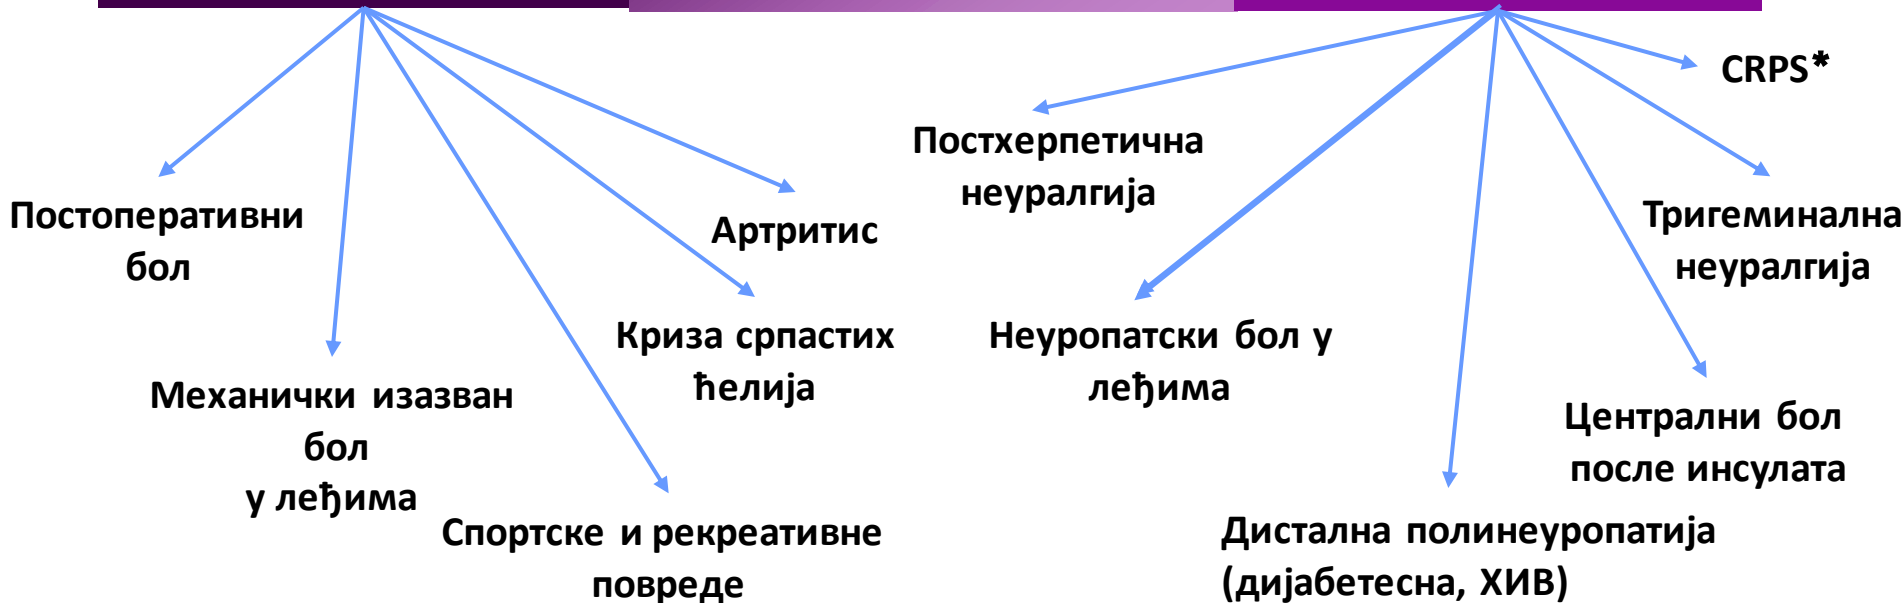 CRPS*
Постхерпетична
неуралгија
Постоперативни
бол
Артритис
Тригеминална
неуралгија
Криза српастих
ћелија
Неуропатски бол у
леђима
Механички изазван
бол
у леђима
Централни бол
после инсулата
Спортске и рекреативне
повреде
Дистална полинеуропатија
(дијабетесна, ХИВ)